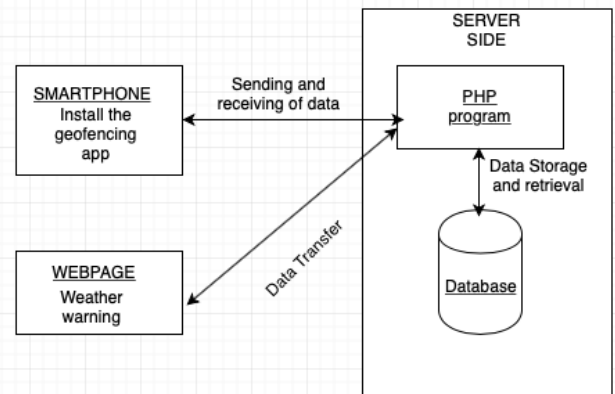 SERVER
SIDE
SMARTPHONE
Install the
geofencing
app
Sending and
receiving of data
PHP
program
Data Storage
and retrieval
Data Transfer
WEBPAGE
Weather
warning
Database